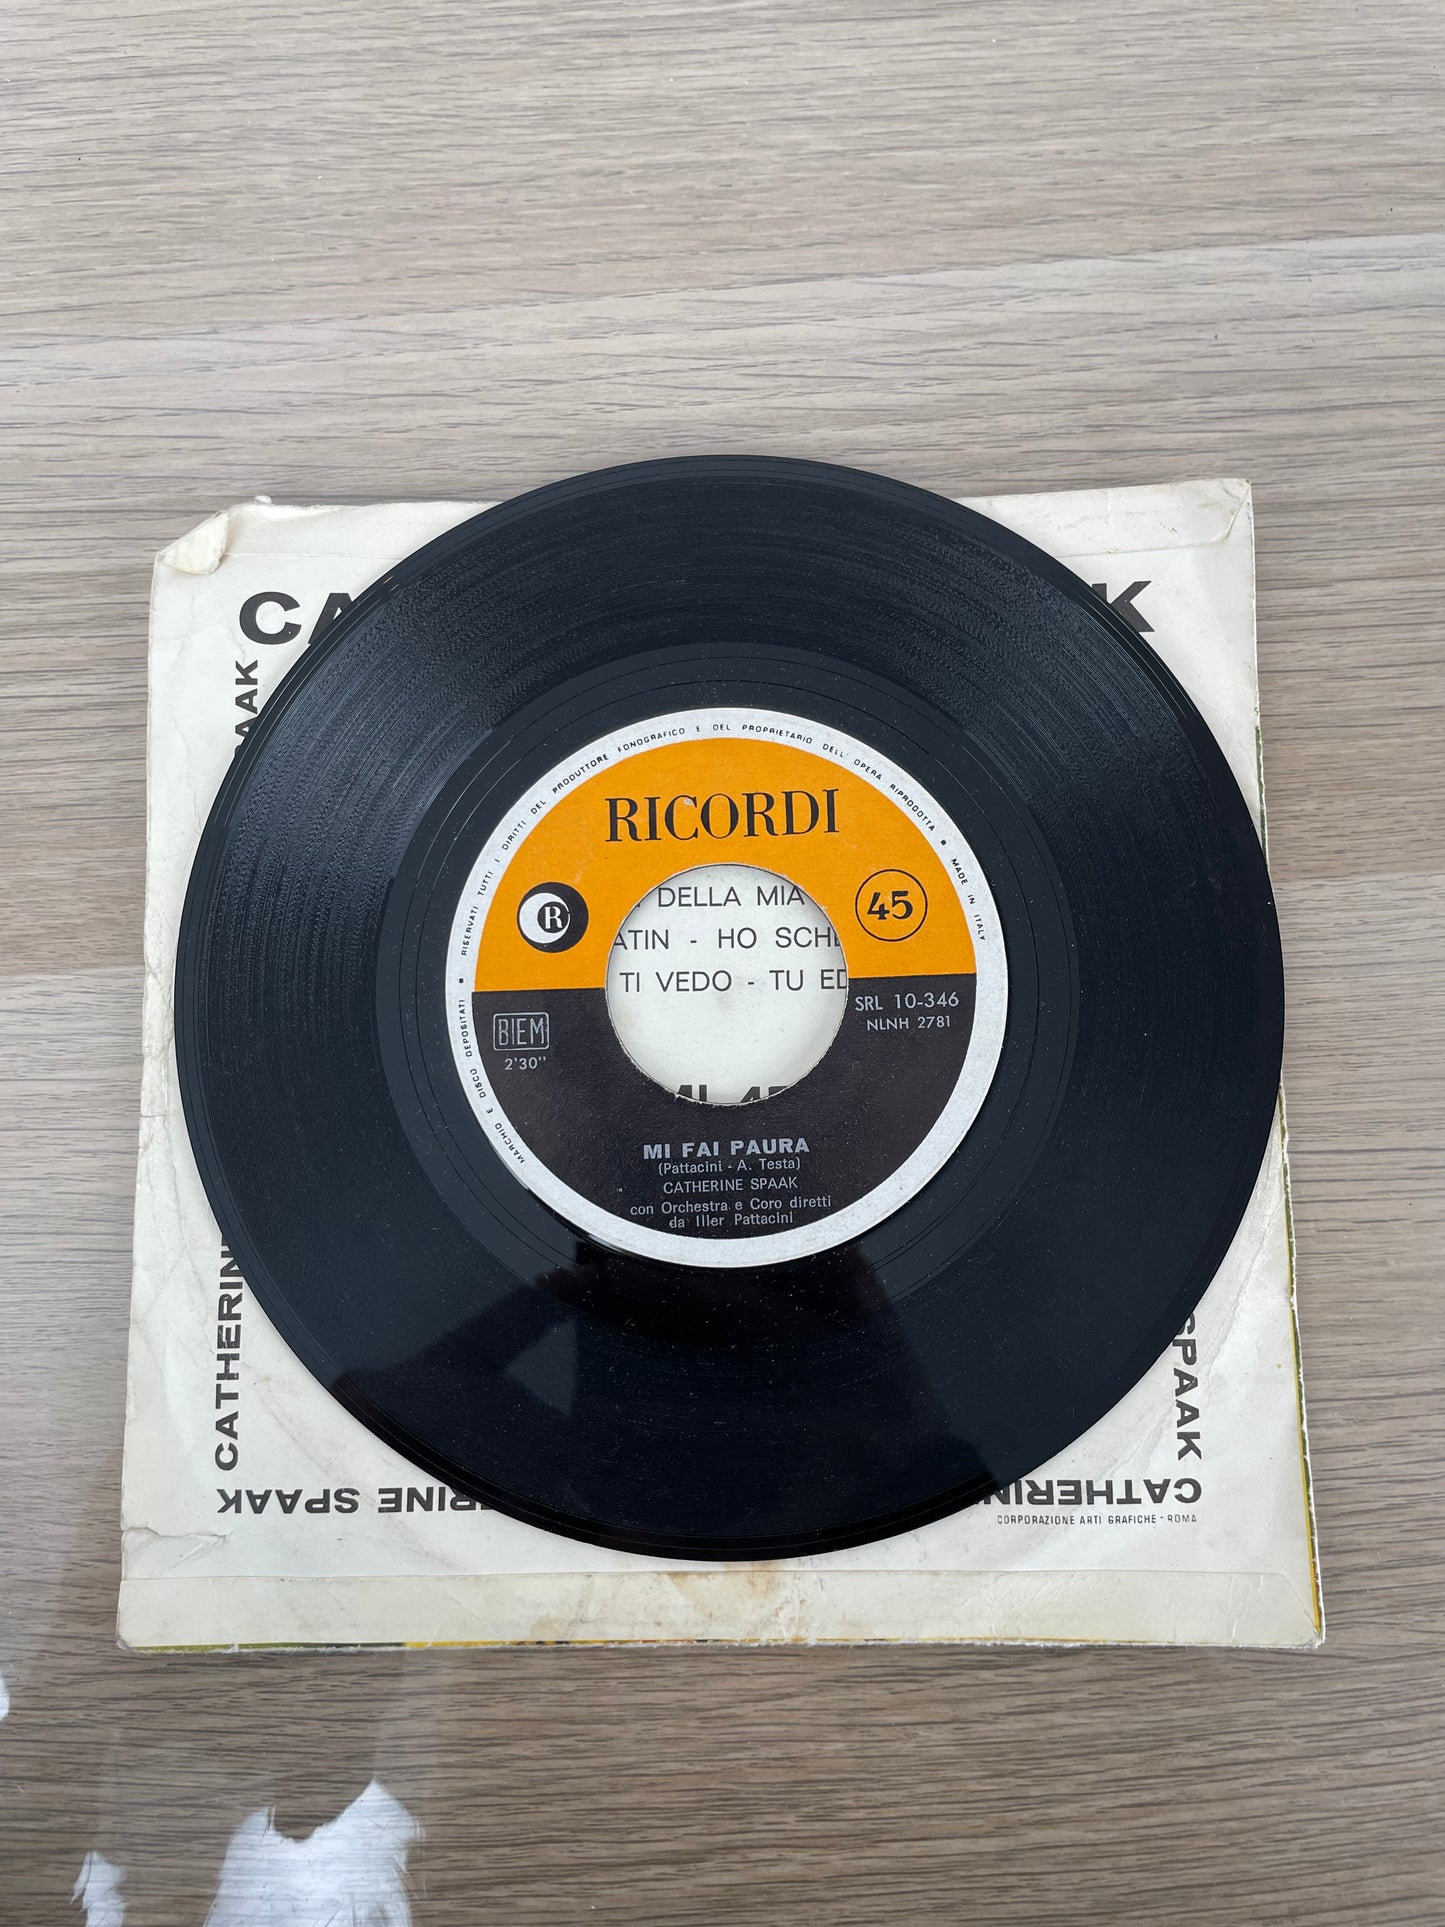 CATHERINE SPAAK
CATHERINE SPAAK
SPAAK
CATHERINE
CORPORAZIONE ARTI GRAFICHE - ROMA
RISERVATI TUTTI I DIRITTI DEL PRODUTTORE FONOGRAFICO E DEL PROPRIETARIO DELL' OPERA RIPRODOTTA ■ MADE IN ITALY
MARCHIO E DISCO DEPOSITATI ■
RICORDI
R
45
DELLA MIA
ATIN - HO SCH
TI VEDO - TU ED
BIEM
2'30''
SRL 10-346
NLNH 2781
MI FAI PAURA
(Pattacini - A. Testa)
CATHERINE SPAAK
con Orchestra e Coro diretti
da Iller Pattacini